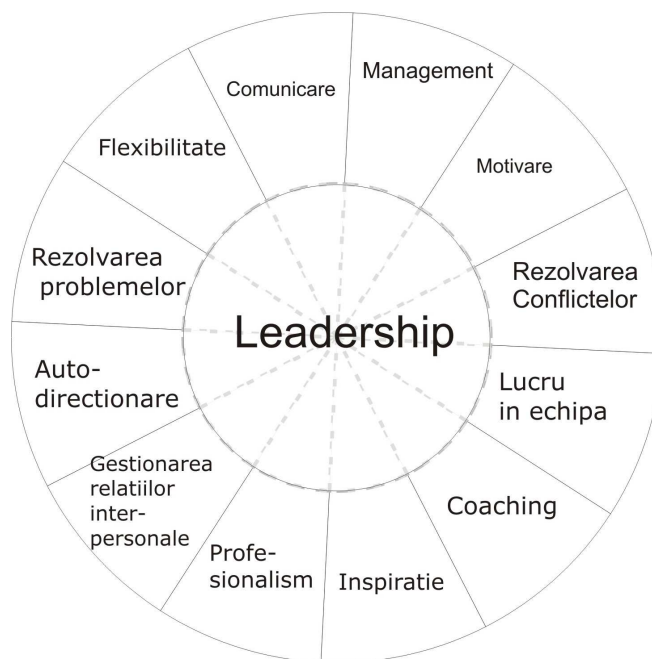 Comunicare
Management
Motivare
Rezolvarea
Conflictelor
Lucru
in echipa
Coaching
Inspiratie
Profe-
sionalism
Gestionarea
relatiilor
inter-
personale
Auto-
directionare
Rezolvarea
problemelor
Flexibilitate
Leadership